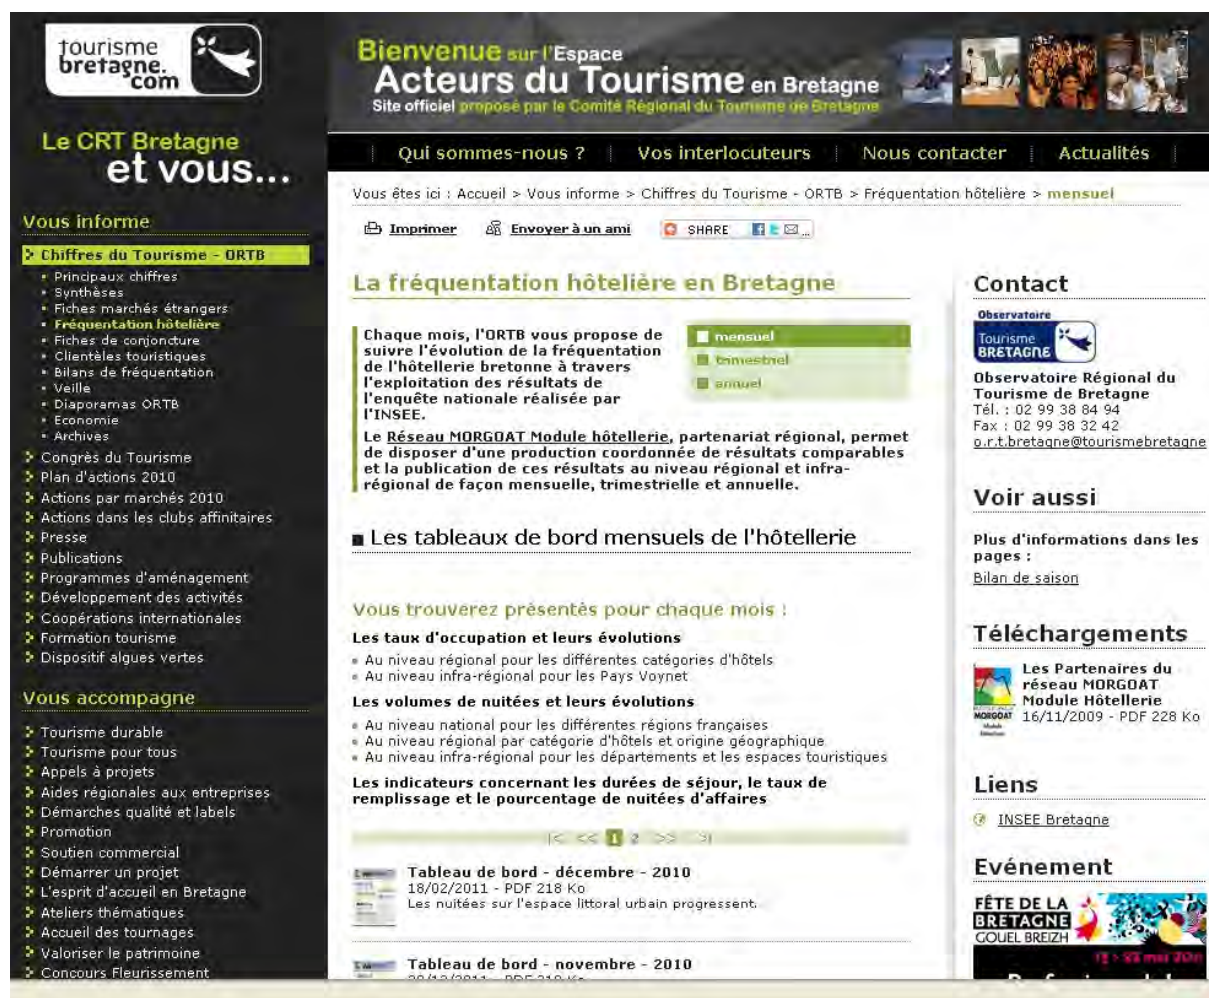 tourisme
bretagne.
com
Bienvenue sur l'Espace
Acteurs du Tourisme en Bretagne
Site officiel proposé par le Comité Régional du Tourisme de Bretagne
Le CRT Bretagne
et vous...
Qui sommes-nous ? | Vos interlocuteurs | Nous contacter | Actualités
Vous êtes ici : Accueil > Vous informe > Chiffres du Tourisme - ORTB > Fréquentation hôtelière > mensuel
Imprimer Envoyer à un ami SHARE
Vous informe
Chiffres du Tourisme - ORTB
Principaux chiffres
Synthèses
Fiches marchés étrangers
Fréquentation hôtelière
Fiches de conjoncture
Clientèles touristiques
Bilans de fréquentation
Veille
Diaporamas ORTB
Economie
Archives
Congrès du Tourisme
Plan d'actions 2010
Actions par marchés 2010
Actions dans les clubs affinitaires
Presse
Publications
Programmes d'aménagement
Développement des activités
Coopérations internationales
Formation tourisme
Dispositif algues vertes
Vous accompagne
Tourisme durable
Tourisme pour tous
Appels à projets
Aides régionales aux entreprises
Démarches qualité et labels
Promotion
Soutien commercial
Démarrer un projet
L'esprit d'accueil en Bretagne
Ateliers thématiques
Accueil des tournages
Valoriser le patrimoine
Concours Fleurissement
La fréquentation hôtelière en Bretagne
Chaque mois, l'ORTB vous propose de
suivre l'évolution de la fréquentation
de l'hôtellerie bretonne à travers
l'exploitation des résultats de
l'enquête nationale réalisée par
l'INSEE.
mensuel
trimestriel
annuel
Le Réseau MORGOAT Module hôtellerie, partenariat régional, permet
de disposer d'une production coordonnée de résultats comparables
et la publication de ces résultats au niveau régional et infra-
régional de façon mensuelle, trimestrielle et annuelle.
Les tableaux de bord mensuels de l'hôtellerie
Vous trouverez présentés pour chaque mois :
Les taux d'occupation et leurs évolutions
Au niveau régional pour les différentes catégories d'hôtels
Au niveau infra-régional pour les Pays Voynet
Les volumes de nuitées et leurs évolutions
Au niveau national pour les différentes régions françaises
Au niveau régional par catégorie d'hôtels et origine géographique
Au niveau infra-régional pour les départements et les espaces touristiques
Les indicateurs concernant les durées de séjour, le taux de
remplissage et le pourcentage de nuitées d'affaires
|< << 1 2 >> >|
Tableau de bord - décembre - 2010
18/02/2011 - PDF 218 Ko
Les nuitées sur l'espace littoral urbain progressent.
Tableau de bord - novembre - 2010
Contact
Observatoire
Tourisme
BRETAGNE
Observatoire Régional du
Tourisme de Bretagne
Tél. : 02 99 38 84 94
Fax : 02 99 38 32 42
o.r.t.bretagne@tourismebretagne
Voir aussi
Plus d'informations dans les
pages :
Bilan de saison
Téléchargements
Les Partenaires du
réseau MORGOAT
Module Hôtellerie
16/11/2009 - PDF 228 Ko
MORGOAT
Liens
INSEE Bretagne
Evénement
FÊTE DE LA
BRETAGNE
GOUEL BREIZH